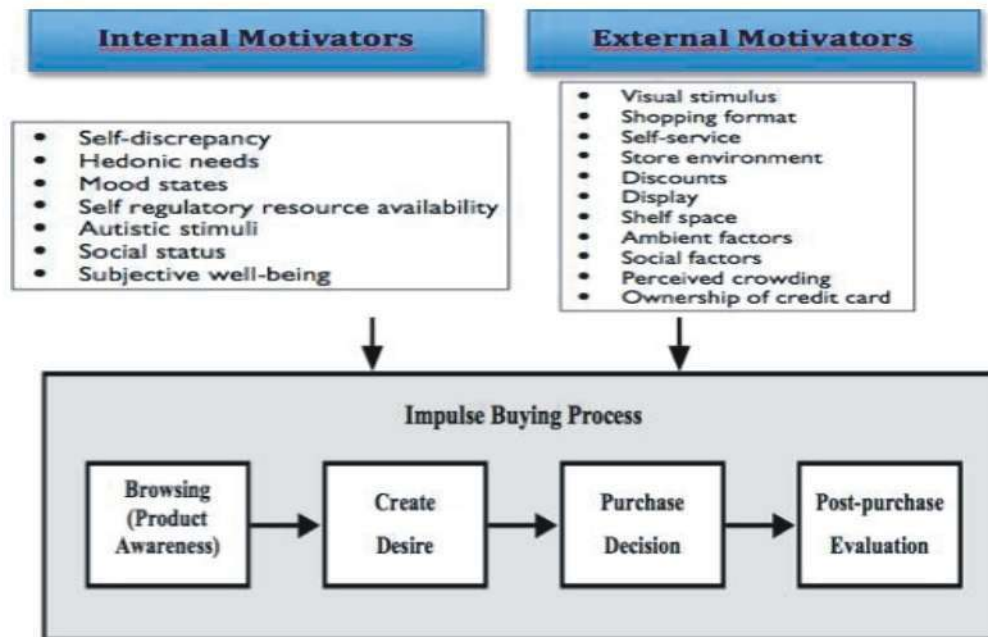 Internal Motivators
External Motivators
• Self-discrepancy
• Hedonic needs
• Mood states
• Self regulatory resource availability
• Autistic stimuli
• Social status
• Subjective well-being
• Visual stimulus
• Shopping format
• Self-service
• Store environment
• Discounts
• Display
• Shelf space
• Ambient factors
• Social factors
• Perceived crowding
• Ownership of credit card
Impulse Buying Process
Browsing
(Product
Awareness)
Create
Desire
Purchase
Decision
Post-purchase
Evaluation